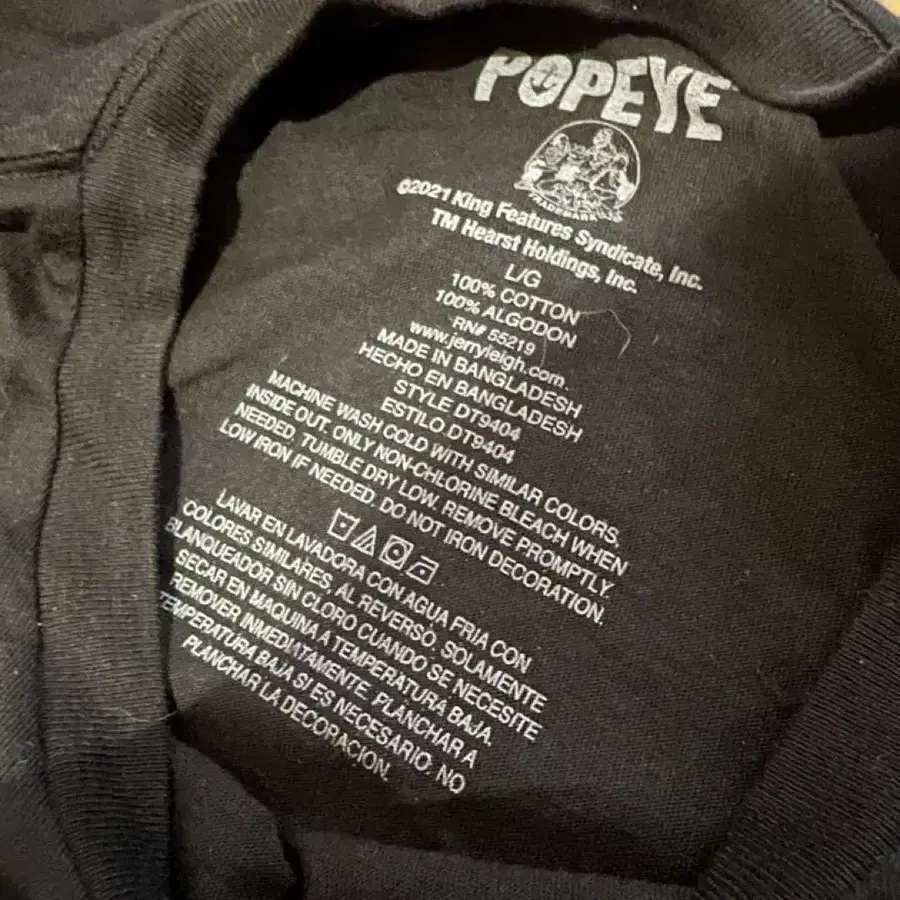 POPEYE
TRADEMARK
©2021 King Features Syndicate, Inc.
TM Hearst Holdings, Inc.
L/G
100% COTTON
100% ALGODON
RN# 55219
www.jerryleigh.com
MADE IN BANGLADESH
HECHO EN BANGLADESH
STYLE DT9404
ESTILO DT9404
MACHINE WASH COLD WITH SIMILAR COLORS,
INSIDE OUT. ONLY NON-CHLORINE BLEACH WHEN
NEEDED. TUMBLE DRY LOW. REMOVE PROMPTLY.
LOW IRON IF NEEDED. DO NOT IRON DECORATION.
LAVAR EN LAVADORA CON AGUA FRIA CON
COLORES SIMILARES, AL REVERSO. SOLAMENTE
BLANQUEADOR SIN CLORO CUANDO SE NECESITE
SECAR EN MAQUINA A TEMPERATURA BAJA.
REMOVER INMEDIATAMENTE. PLANCHAR A
TEMPERATURA BAJA SI ES NECESARIO. NO
PLANCHAR LA DECORACION.